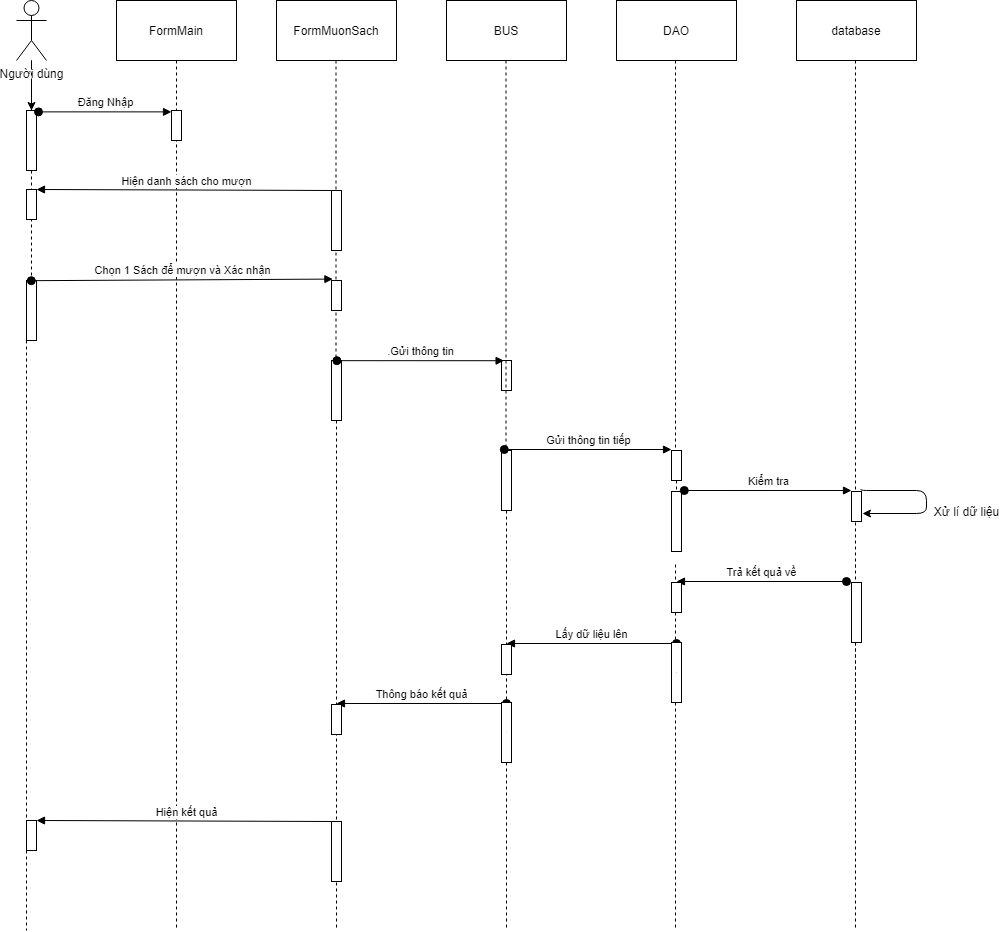 FormMain
FormMuonSach
BUS
DAO
database
Người dùng
Đăng Nhập
Hiện danh sách cho mượn
Chọn 1 Sách để mượn và Xác nhận
.Gửi thông tin
Gửi thông tin tiếp
Kiểm tra
Xử lí dữ liệu
Trả kết quả về
Lấy dữ liệu lên
Thông báo kết quả
Hiện kết quả